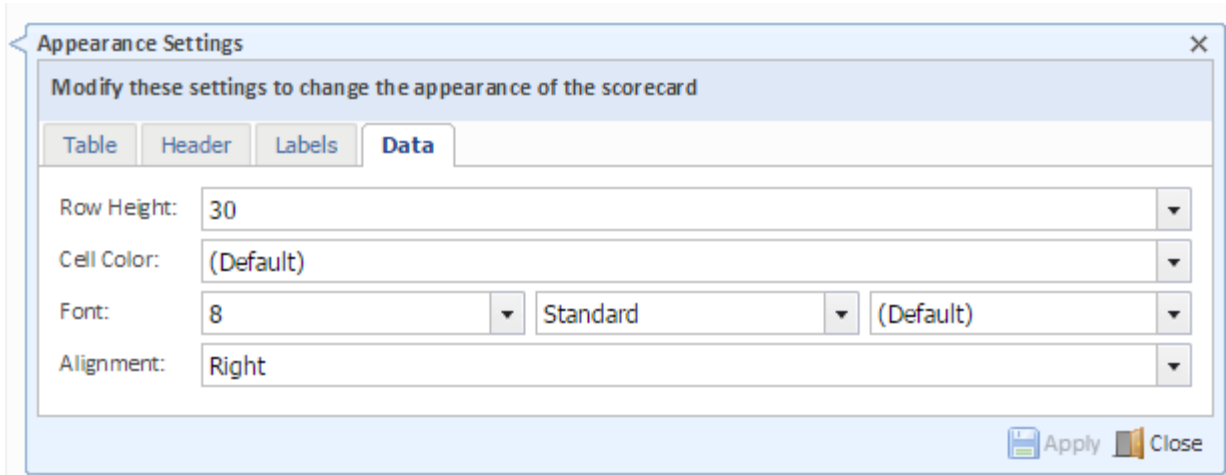 Appearance Settings
Modify these settings to change the appearance of the scorecard
Table Header Labels Data
Row Height: 30
Cell Color: (Default)
Font: 8 Standard (Default)
Alignment: Right
Apply Close